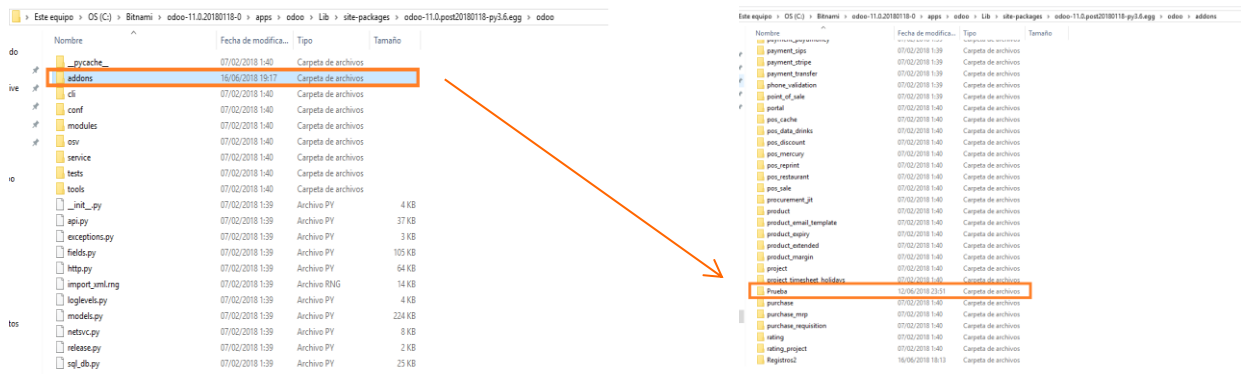 Este equipo > OS (C:) > Bitnami > odoo-11.0.20180118-0 > apps > odoo > Lib > site-packages > odoo-11.0.post20180118-py3.6.egg > odoo
Nombre Fecha de modifica... Tipo Tamaño
do
__pycache__ 07/02/2018 1:40 Carpeta de archivos
addons 16/06/2018 19:17 Carpeta de archivos
ive cli 07/02/2018 1:40 Carpeta de archivos
conf 07/02/2018 1:40 Carpeta de archivos
modules 07/02/2018 1:40 Carpeta de archivos
osv 07/02/2018 1:40 Carpeta de archivos
service 07/02/2018 1:40 Carpeta de archivos
tests 07/02/2018 1:40 Carpeta de archivos
tools 07/02/2018 1:40 Carpeta de archivos
__init__.py 07/02/2018 1:39 Archivo PY 4 KB
api.py 07/02/2018 1:39 Archivo PY 37 KB
exceptions.py 07/02/2018 1:39 Archivo PY 3 KB
fields.py 07/02/2018 1:39 Archivo PY 105 KB
http.py 07/02/2018 1:39 Archivo PY 64 KB
import_xml.rng 07/02/2018 1:39 Archivo RNG 14 KB
loglevels.py 07/02/2018 1:39 Archivo PY 4 KB
models.py 07/02/2018 1:39 Archivo PY 224 KB
tos netsvc.py 07/02/2018 1:39 Archivo PY 8 KB
release.py 07/02/2018 1:39 Archivo PY 2 KB
sql_db.py 07/02/2018 1:39 Archivo PY 25 KB
Este equipo > OS (C:) > Bitnami > odoo-11.0.20180118-0 > apps > odoo > Lib > site-packages > odoo-11.0.post20180118-py3.6.egg > odoo > addons
Nombre Fecha de modifica... Tipo Tamaño
payment_sips 07/02/2018 1:39 Carpeta de archivos
payment_stripe 07/02/2018 1:39 Carpeta de archivos
payment_transfer 07/02/2018 1:39 Carpeta de archivos
phone_validation 07/02/2018 1:39 Carpeta de archivos
point_of_sale 07/02/2018 1:39 Carpeta de archivos
portal 07/02/2018 1:40 Carpeta de archivos
pos_cache 07/02/2018 1:40 Carpeta de archivos
pos_data_drinks 07/02/2018 1:40 Carpeta de archivos
pos_discount 07/02/2018 1:40 Carpeta de archivos
pos_mercury 07/02/2018 1:40 Carpeta de archivos
pos_reprint 07/02/2018 1:40 Carpeta de archivos
pos_restaurant 07/02/2018 1:40 Carpeta de archivos
pos_sale 07/02/2018 1:40 Carpeta de archivos
procurement_jit 07/02/2018 1:40 Carpeta de archivos
product 07/02/2018 1:40 Carpeta de archivos
product_email_template 07/02/2018 1:40 Carpeta de archivos
product_expiry 07/02/2018 1:40 Carpeta de archivos
product_extended 07/02/2018 1:40 Carpeta de archivos
product_margin 07/02/2018 1:40 Carpeta de archivos
project 07/02/2018 1:40 Carpeta de archivos
project_timesheet_holidays 07/02/2018 1:40 Carpeta de archivos
Prueba 12/06/2018 23:51 Carpeta de archivos
purchase 07/02/2018 1:40 Carpeta de archivos
purchase_mrp 07/02/2018 1:40 Carpeta de archivos
purchase_requisition 07/02/2018 1:40 Carpeta de archivos
rating 07/02/2018 1:40 Carpeta de archivos
rating_project 07/02/2018 1:40 Carpeta de archivos
Registros2 16/06/2018 18:13 Carpeta de archivos